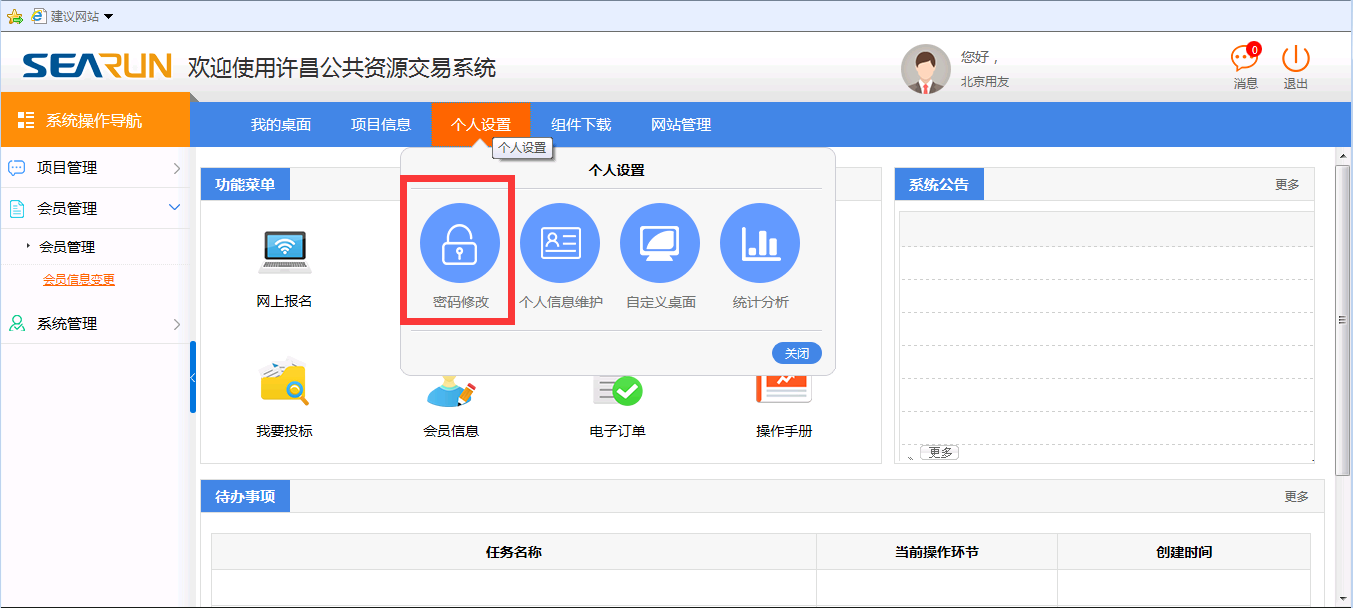 建议网站
SEARUN 欢迎使用许昌公共资源交易系统
您好，
北京用友
0
消息
退出
系统操作导航
我的桌面 项目信息 个人设置 组件下载 网站管理
个人设置
项目管理
会员管理
会员管理
会员信息变更
系统管理
功能菜单
网上报名
我要投标
会员信息
电子订单
操作手册
个人设置
密码修改 个人信息维护 自定义桌面 统计分析
关闭
系统公告 更多
更多
待办事项 更多
任务名称 当前操作环节 创建时间